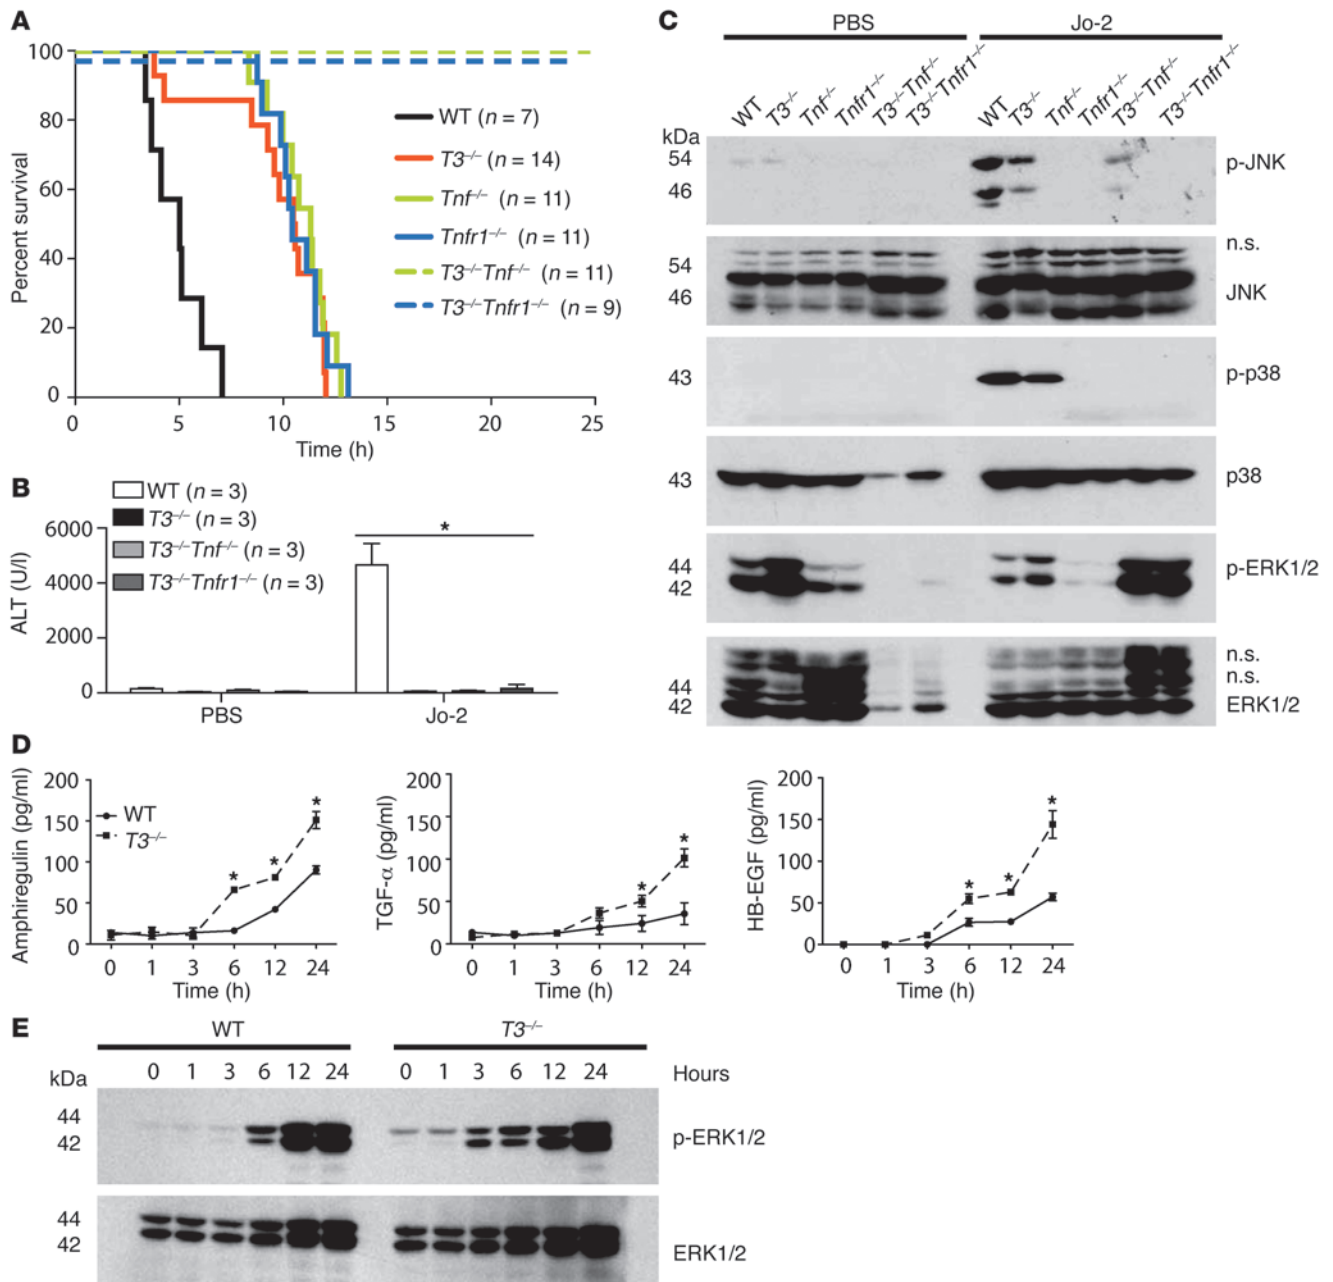 A
100
80
60
40
20
0
Percent survival
0 5 10 15 20 25
Time (h)
WT (n = 7)
T3–/– (n = 14)
Tnf–/– (n = 11)
Tnfr1–/– (n = 11)
T3–/–Tnf–/– (n = 11)
T3–/–Tnfr1–/– (n = 9)
B
WT (n = 3)
T3–/– (n = 3)
T3–/–Tnf–/– (n = 3)
T3–/–Tnfr1–/– (n = 3)
6000
4000
2000
0
ALT (U/l)
*
PBS Jo-2
C
PBS Jo-2
WT T3–/– Tnf–/– Tnfr1–/– T3–/–Tnf–/– T3–/–Tnfr1–/– WT T3–/– Tnf–/– Tnfr1–/– T3–/–Tnf–/– T3–/–Tnfr1–/–
kDa
54 p-JNK
46
n.s.
54
46 JNK
43 p-p38
43 p38
44 p-ERK1/2
42
n.s.
n.s.
44
42 ERK1/2
D
200
150
100
50
0
Amphiregulin (pg/ml)
WT
T3–/–
* * *
0 1 3 6 12 24
Time (h)
200
150
100
50
0
TGF-α (pg/ml)
* *
0 1 3 6 12 24
Time (h)
200
150
100
50
0
HB-EGF (pg/ml)
* * *
0 1 3 6 12 24
Time (h)
E
WT T3–/–
kDa 0 1 3 6 12 24 0 1 3 6 12 24 Hours
44
42 p-ERK1/2
44
42 ERK1/2